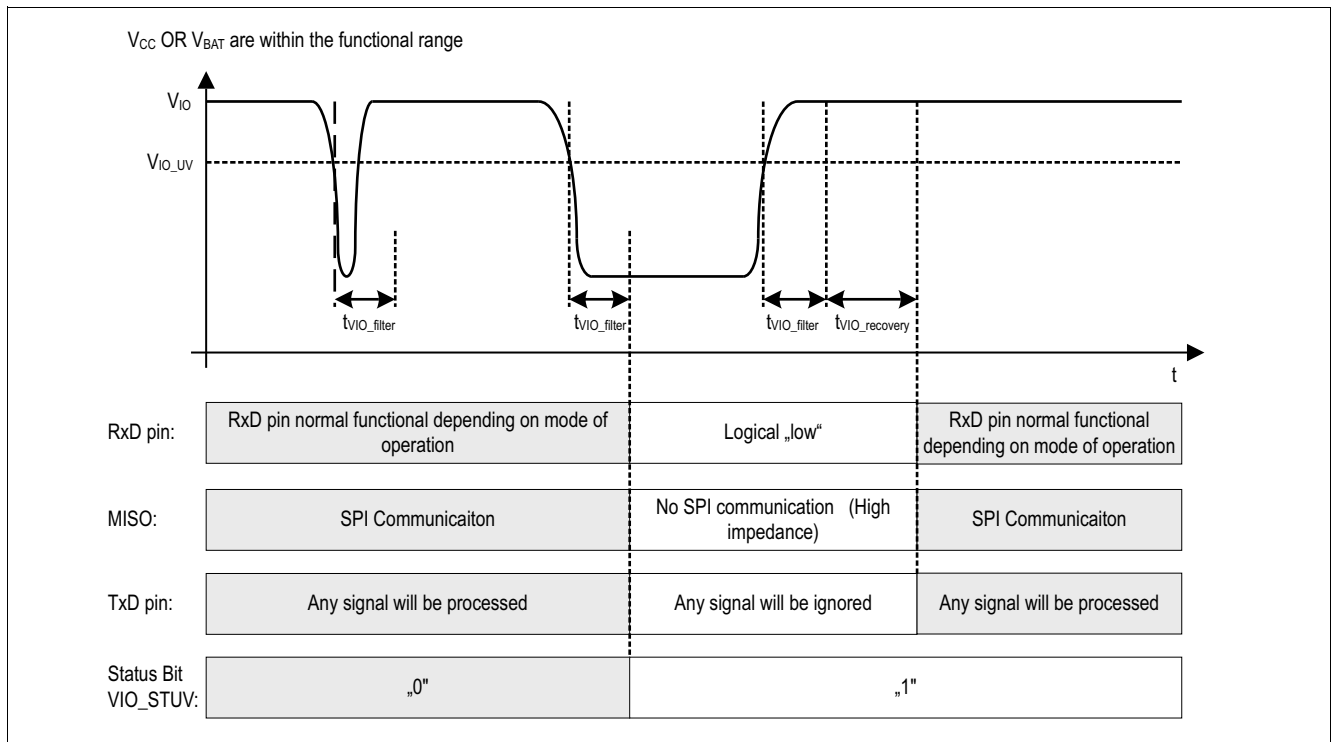 VCC OR VBAT are within the functional range
VIO
VIO_UV
tVIO_filter
tVIO_filter
tVIO_filter
tVIO_recovery
t
RxD pin:
RxD pin normal functional depending on mode of
operation
Logical „low“
RxD pin normal functional
depending on mode of operation
MISO:
SPI Communicaiton
No SPI communication (High
impedance)
SPI Communicaiton
TxD pin:
Any signal will be processed
Any signal will be ignored
Any signal will be processed
Status Bit
VIO_STUV:
„0"
„1"